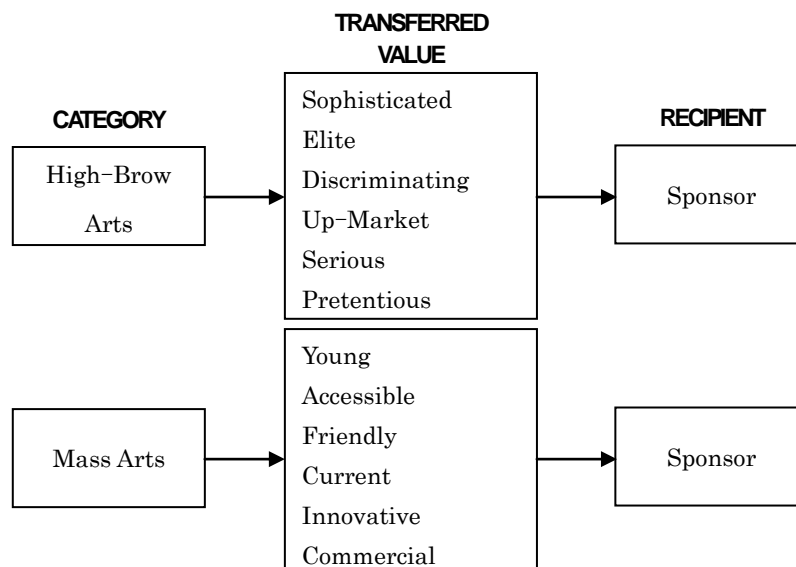 TRANSFERRED
VALUE
CATEGORY
RECIPIENT
High-Brow
Arts
Sophisticated
Elite
Discriminating
Up-Market
Serious
Pretentious
Sponsor
Mass Arts
Young
Accessible
Friendly
Current
Innovative
Commercial
Sponsor